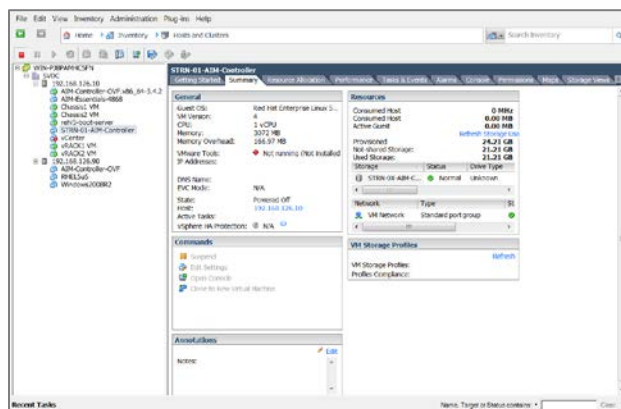 File Edit View Inventory Administration Plug-ins Help
Home Inventory Hosts and Clusters
Search Inventory
SVDC
192.168.126.10
AIM-Controller-OVF.x86_64-3.4.2
AIM-Essentials-4868
Chassis1 VM
Chassis2 VM
rehv5-boot-server
STRN-01-AIM-Controller
vCenter
vRACK1 VM
vRACK2 VM
192.168.126.90
AIM-Controller-OVF
RHEL5u5
Windows2008R2
STRN-01-AIM-Controller
Getting Started Summary Resource Allocation Performance Tasks & Events Alarms Console Permissions Maps Storage Views
General
Guest OS: Red Hat Enterprise Linux 5...
VM Version: 4
CPU: 1 vCPU
Memory: 3072 MB
Memory Overhead: 166.97 MB
VMware Tools: Not running (Not installed
IP Addresses:
DNS Name:
EVC Mode: N/A
State: Powered Off
Host: 192.168.126.10
Active Tasks:
vSphere HA Protection: N/A
Commands
Suspend
Edit Settings
Open Console
Clone to New Virtual Machine
Annotations
Edit
Notes:
Resources
Consumed Host 0 MHz
Consumed Host 0.00 MB
Active Guest 0.00 MB
Refresh Storage Usa
Provisioned 24.21 GB
Not-shared Storage: 21.21 GB
Used Storage: 21.21 GB
Storage Status Drive Type
Normal Unknown
Network Type St
VM Network Standard port group
VM Storage Profiles
Refresh
VM Storage Profiles:
Profiles Compliance:
Recent Tasks Name, Target or Status contains: Clear